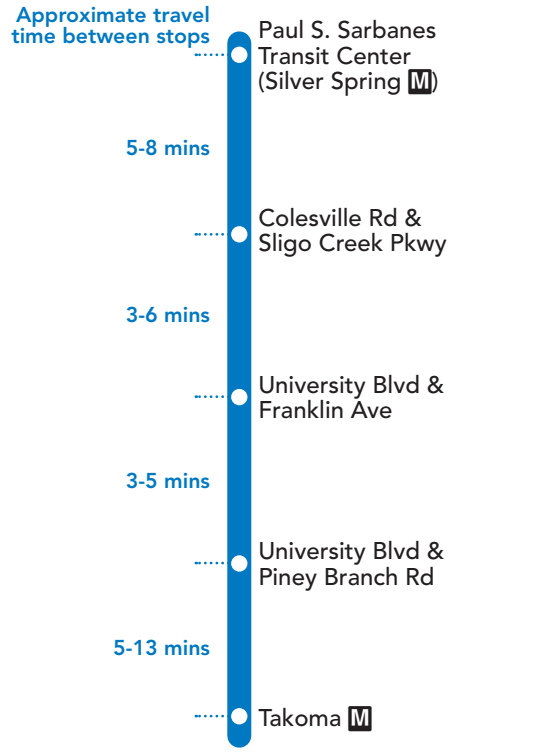 Approximate travel
time between stops
Paul S. Sarbanes
Transit Center
(Silver Spring M)
5-8 mins
Colesville Rd &
Sligo Creek Pkwy
3-6 mins
University Blvd &
Franklin Ave
3-5 mins
University Blvd &
Piney Branch Rd
5-13 mins
Takoma M